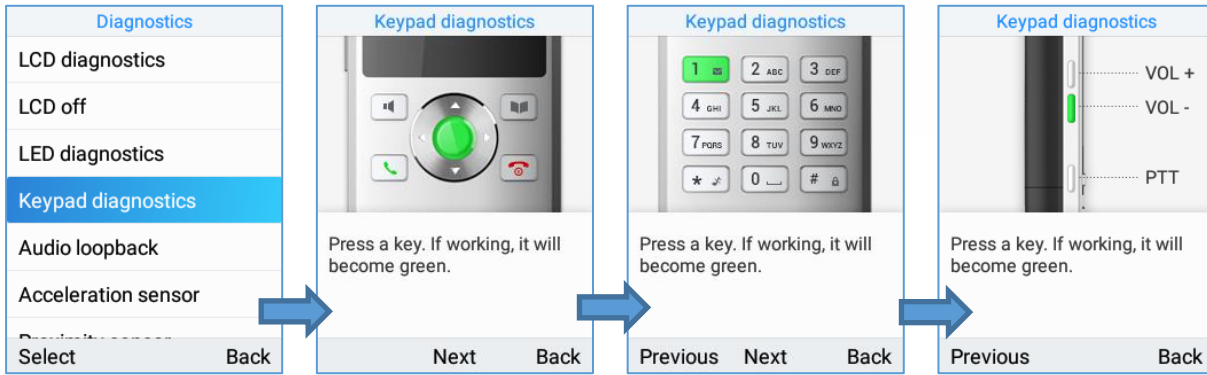 Diagnostics
LCD diagnostics
LCD off
LED diagnostics
Keypad diagnostics
Audio loopback
Acceleration sensor
Select Back
Keypad diagnostics
Press a key. If working, it will
become green.
Next Back
Keypad diagnostics
1 2 ABC 3 DEF
4 GHI 5 JKL 6 MNO
7 PQRS 8 TUV 9 WXYZ
* 0 #
Press a key. If working, it will
become green.
Previous Next Back
Keypad diagnostics
VOL +
VOL -
PTT
Press a key. If working, it will
become green.
Previous Back